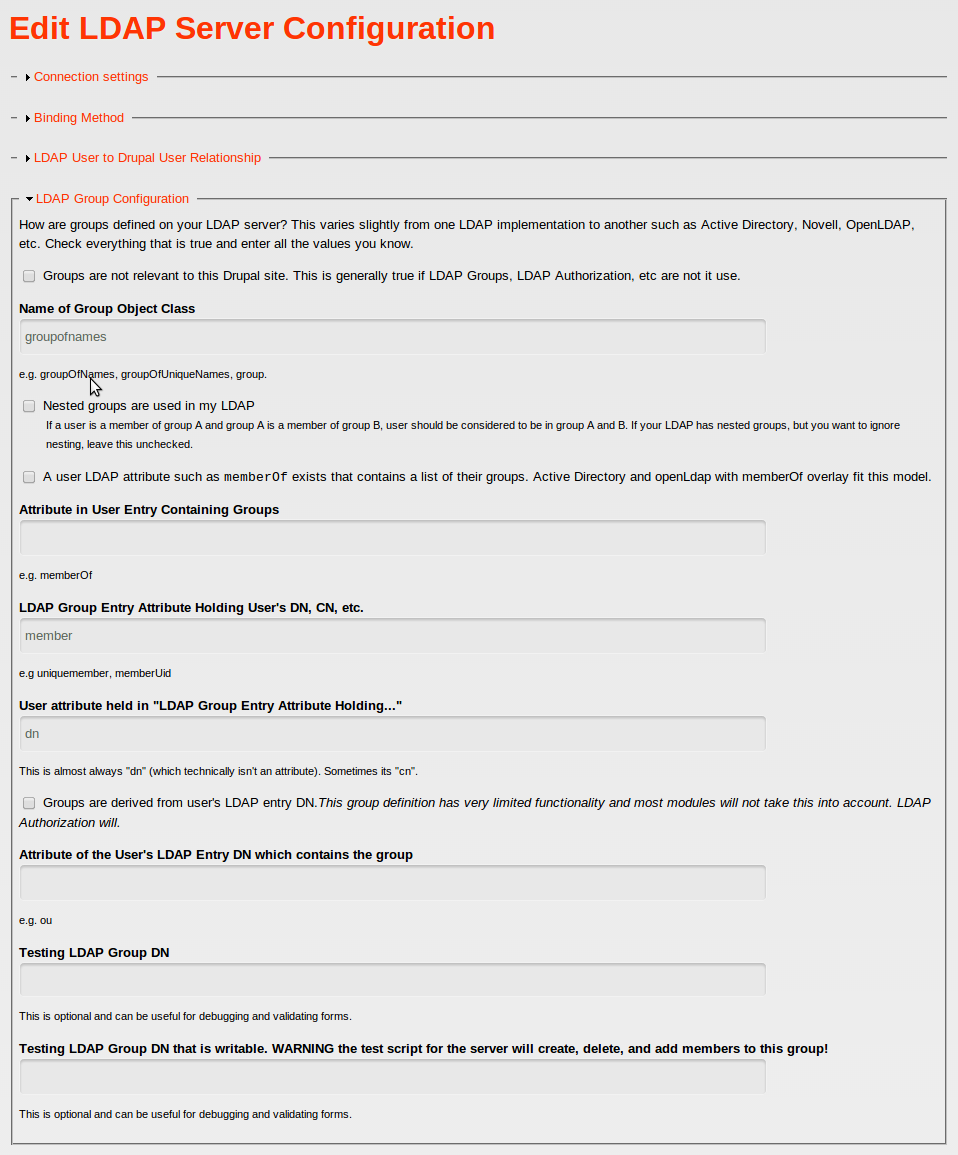 Edit LDAP Server Configuration
Connection settings
Binding Method
LDAP User to Drupal User Relationship
LDAP Group Configuration
How are groups defined on your LDAP server? This varies slightly from one LDAP implementation to another such as Active Directory, Novell, OpenLDAP,
etc. Check everything that is true and enter all the values you know.
Groups are not relevant to this Drupal site. This is generally true if LDAP Groups, LDAP Authorization, etc are not it use.
Name of Group Object Class
groupofnames
e.g. groupOfNames, groupOfUniqueNames, group.
Nested groups are used in my LDAP
If a user is a member of group A and group A is a member of group B, user should be considered to be in group A and B. If your LDAP has nested groups, but you want to ignore
nesting, leave this unchecked.
A user LDAP attribute such as memberOf exists that contains a list of their groups. Active Directory and openLdap with memberOf overlay fit this model.
Attribute in User Entry Containing Groups
e.g. memberOf
LDAP Group Entry Attribute Holding User's DN, CN, etc.
member
e.g uniquemember, memberUid
User attribute held in "LDAP Group Entry Attribute Holding..."
dn
This is almost always "dn" (which technically isn't an attribute). Sometimes its "cn".
Groups are derived from user's LDAP entry DN.This group definition has very limited functionality and most modules will not take this into account. LDAP
Authorization will.
Attribute of the User's LDAP Entry DN which contains the group
e.g. ou
Testing LDAP Group DN
This is optional and can be useful for debugging and validating forms.
Testing LDAP Group DN that is writable. WARNING the test script for the server will create, delete, and add members to this group!
This is optional and can be useful for debugging and validating forms.